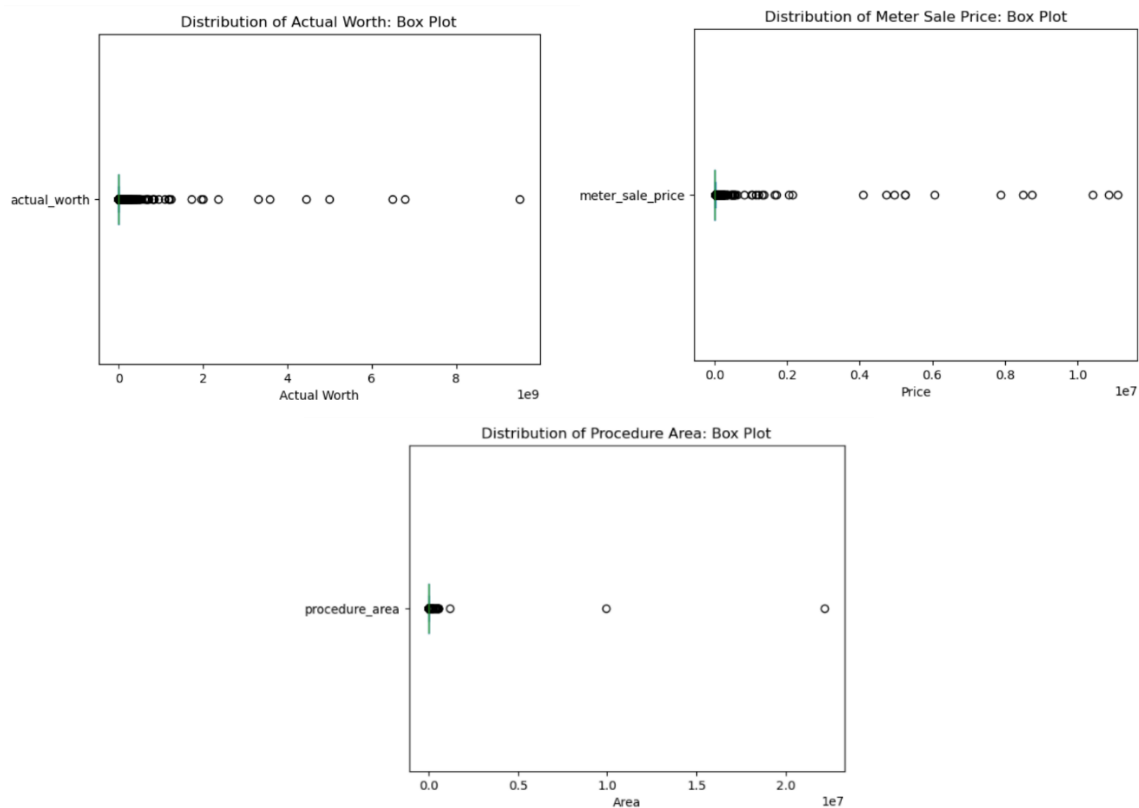 Distribution of Actual Worth: Box Plot
actual_worth
0 2 4 6 8
Actual Worth
1e9
Distribution of Meter Sale Price: Box Plot
meter_sale_price
0.0 0.2 0.4 0.6 0.8 1.0
Price
1e7
Distribution of Procedure Area: Box Plot
procedure_area
0.0 0.5 1.0 1.5 2.0
Area
1e7